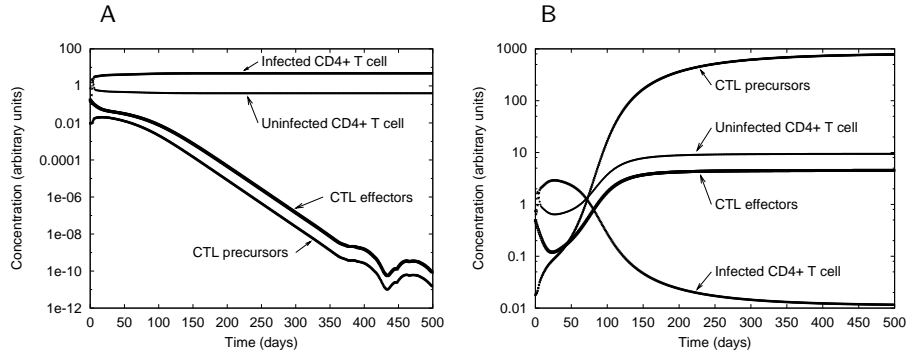 A
Concentration (arbitrary units)
100
1
0.01
0.0001
1e-06
1e-08
1e-10
1e-12
Infected CD4+ T cell
Uninfected CD4+ T cell
CTL effectors
CTL precursors
0 50 100 150 200 250 300 350 400 450 500
Time (days)
B
Concentration (arbitrary units)
1000
100
10
1
0.1
0.01
CTL precursors
Uninfected CD4+ T cell
CTL effectors
Infected CD4+ T cell
0 50 100 150 200 250 300 350 400 450 500
Time (days)